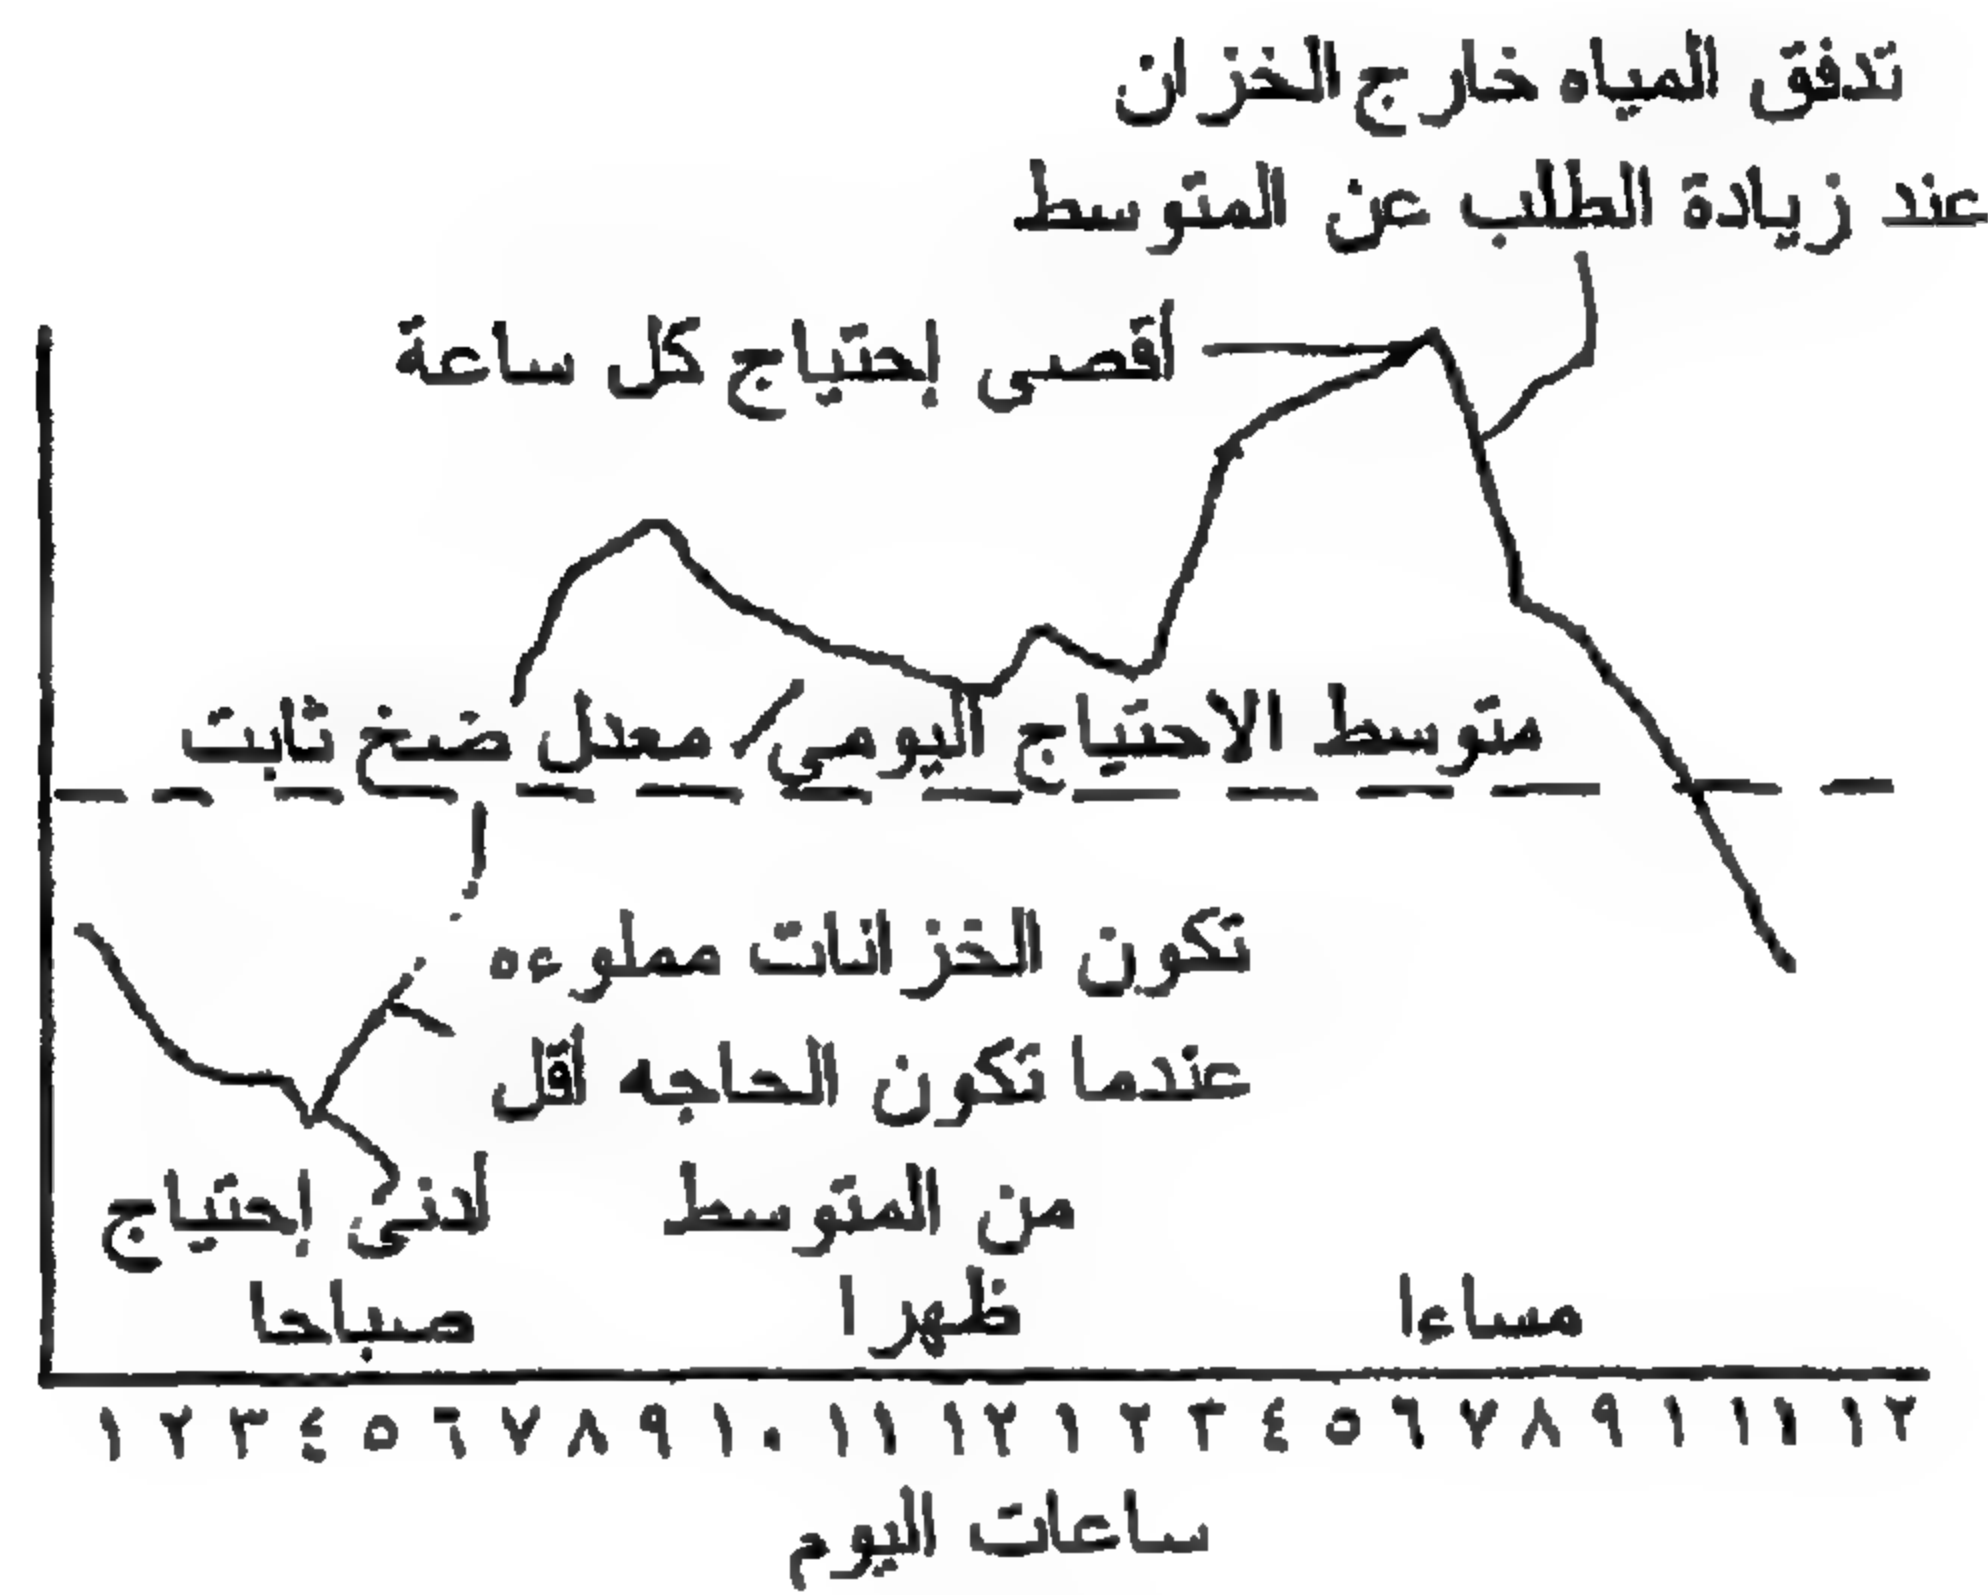 تدفق المياه خارج الخزان
عند زيادة الطلب عن المتوسط
أقصى إحتياج كل ساعة
متوسط الاحتياج اليومي/ معدل ضخ ثابت
تكون الخزانات مملوءه
عندما تكون الحاجه أقل
من المتوسط
أدنى إحتياج
صباحا
ظهرا
مساءا
١ ٢ ٣ ٤ ٥ ٦ ٧ ٨ ٩ ١٠ ١١ ١٢ ١ ٢ ٣ ٤ ٥ ٦ ٧ ٨ ٩ ١ ١١ ١٢
ساعات اليوم